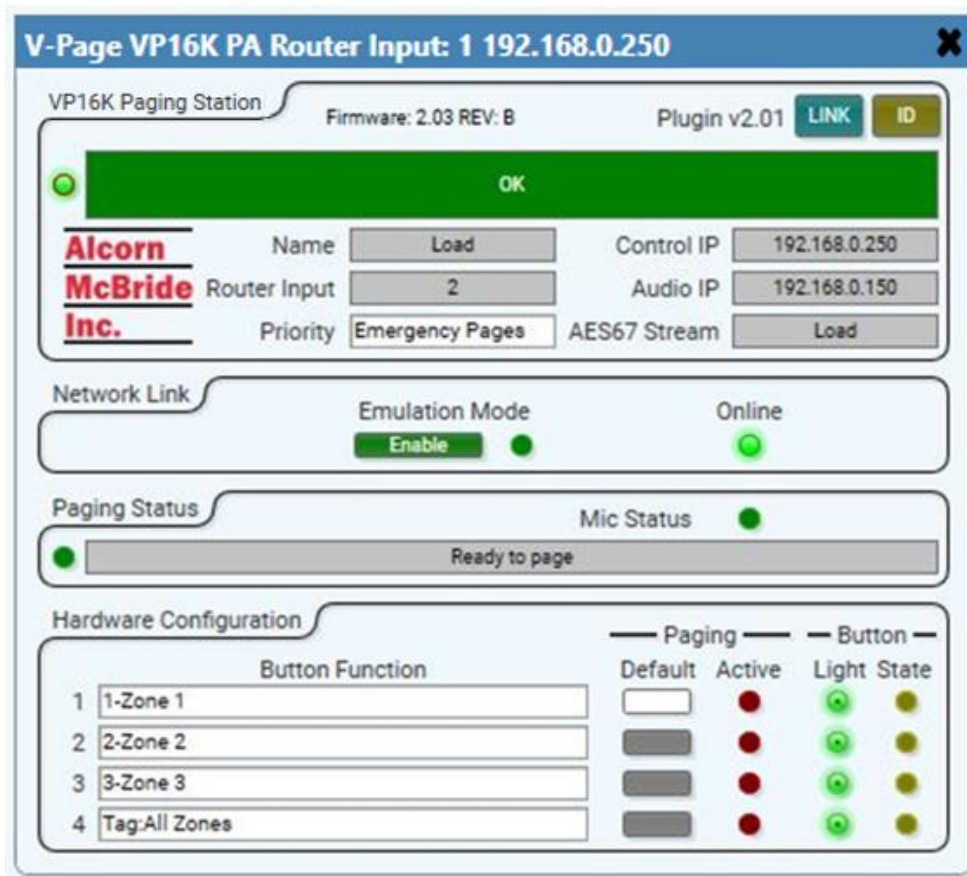 V-Page VP16K PA Router Input: 1 192.168.0.250
VP16K Paging Station
Firmware: 2.03 REV: B
Plugin v2.01 LINK ID
OK
Alcorn
McBride
Inc.
Name Load Control IP 192.168.0.250
Router Input 2 Audio IP 192.168.0.150
Priority Emergency Pages AES67 Stream Load
Network Link
Emulation Mode Online
Enable
Paging Status
Mic Status
Ready to page
Hardware Configuration
Paging Button
Button Function Default Active Light State
1 1-Zone 1
2 2-Zone 2
3 3-Zone 3
4 Tag:All Zones